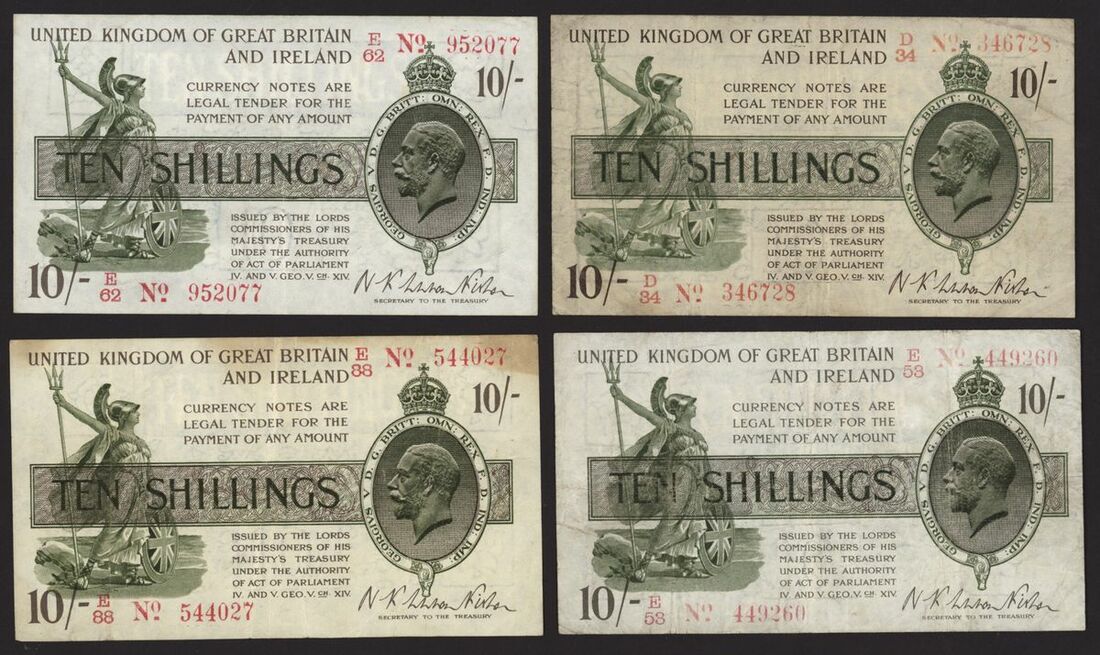 UNITED KINGDOM OF GREAT BRITAIN
AND IRELAND
E
62 No 952077
10/-
CURRENCY NOTES ARE
LEGAL TENDER FOR THE
PAYMENT OF ANY AMOUNT
GEORGIVS V D. G. BRITT: OMN: REX F. D. IND: IMP:
TEN SHILLINGS
ISSUED BY THE LORDS
COMMISSIONERS OF HIS
MAJESTY'S TREASURY
UNDER THE AUTHORITY
OF ACT OF PARLIAMENT
IV. AND V. GEO. V. CH. XIV.
10/- E
62 No 952077
SECRETARY TO THE TREASURY
UNITED KINGDOM OF GREAT BRITAIN
AND IRELAND
D
34 No 346728
10/-
CURRENCY NOTES ARE
LEGAL TENDER FOR THE
PAYMENT OF ANY AMOUNT
GEORGIVS V D. G. BRITT: OMN: REX F. D. IND: IMP:
TEN SHILLINGS
ISSUED BY THE LORDS
COMMISSIONERS OF HIS
MAJESTY'S TREASURY
UNDER THE AUTHORITY
OF ACT OF PARLIAMENT
IV. AND V. GEO. V. CH. XIV.
10/- D
34 No 346728
SECRETARY TO THE TREASURY
UNITED KINGDOM OF GREAT BRITAIN
AND IRELAND
E
88 No 544027
10/-
CURRENCY NOTES ARE
LEGAL TENDER FOR THE
PAYMENT OF ANY AMOUNT
GEORGIVS V D. G. BRITT: OMN: REX F. D. IND: IMP:
TEN SHILLINGS
ISSUED BY THE LORDS
COMMISSIONERS OF HIS
MAJESTY'S TREASURY
UNDER THE AUTHORITY
OF ACT OF PARLIAMENT
IV. AND V. GEO. V. CH. XIV.
10/- E
88 No 544027
SECRETARY TO THE TREASURY
UNITED KINGDOM OF GREAT BRITAIN
AND IRELAND
E
53 No 449260
10/-
CURRENCY NOTES ARE
LEGAL TENDER FOR THE
PAYMENT OF ANY AMOUNT
GEORGIVS V D. G. BRITT: OMN: REX F. D. IND: IMP:
TEN SHILLINGS
ISSUED BY THE LORDS
COMMISSIONERS OF HIS
MAJESTY'S TREASURY
UNDER THE AUTHORITY
OF ACT OF PARLIAMENT
IV. AND V. GEO. V. CH. XIV.
10/- E
53 No 449260
SECRETARY TO THE TREASURY